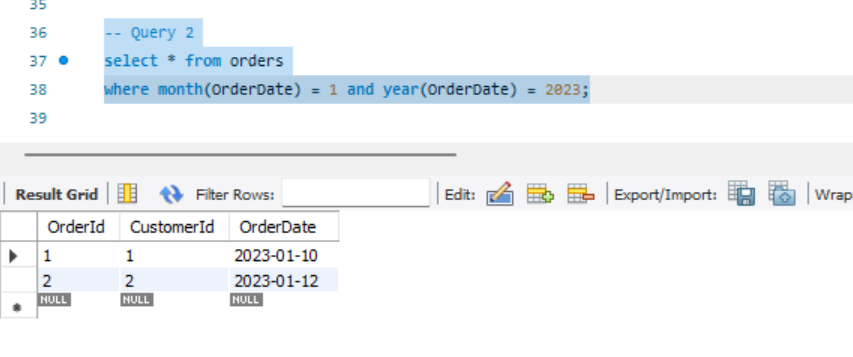 35
36 -- Query 2
37 select * from orders
38 where month(OrderDate) = 1 and year(OrderDate) = 2023;
39
Result Grid Filter Rows: Edit: Export/Import: Wrap
OrderId CustomerId OrderDate
1 1 2023-01-10
2 2 2023-01-12
NULL NULL NULL